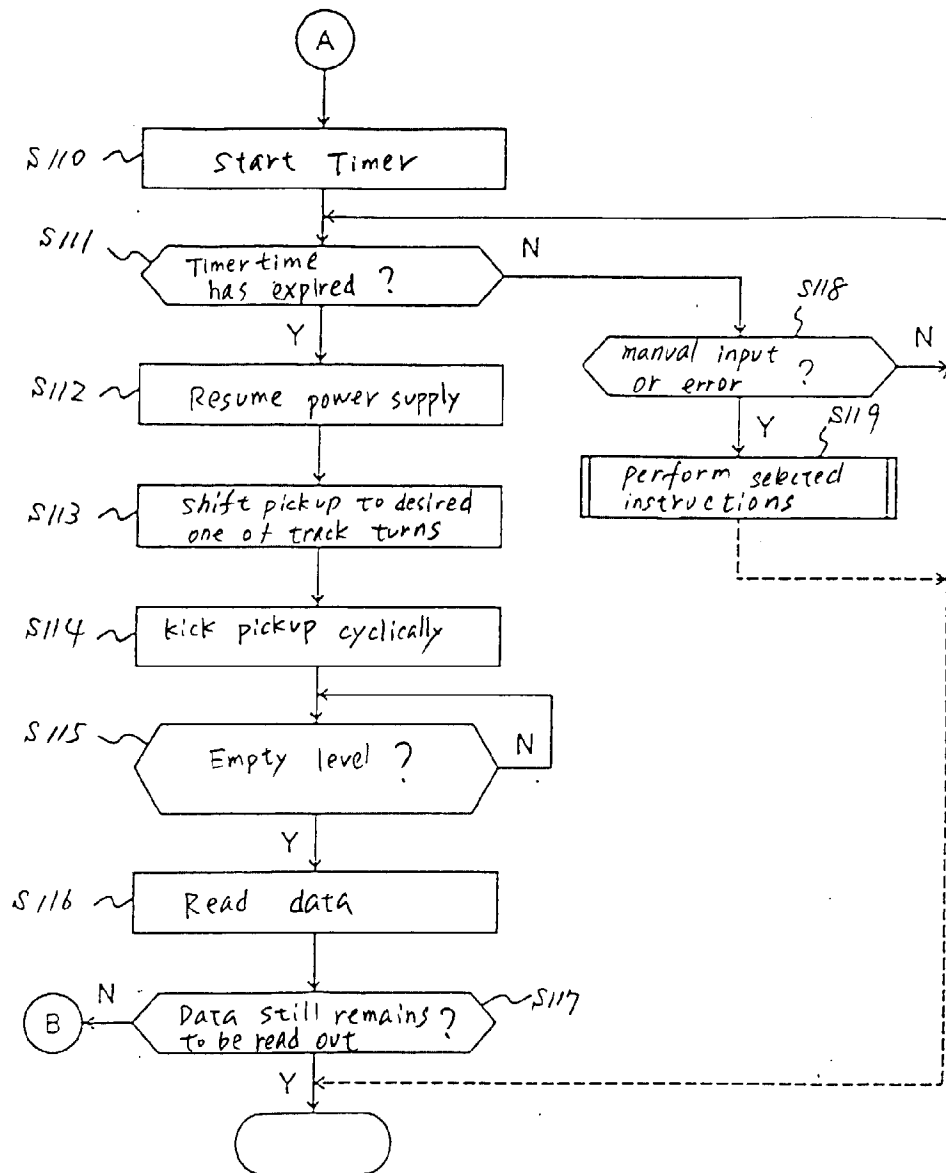 A
S110
Start Timer
S111
Timer time
has expired ?
N
Y
S118
manual input
or error ?
N
Y
S112
Resume power supply
S119
perform selected
instructions
S113
shift pickup to desired
one of track turns
S114
kick pickup cyclically
S115
Empty level ?
N
Y
S116
Read data
S117
Data still remains
to be read out ?
N
B
Y